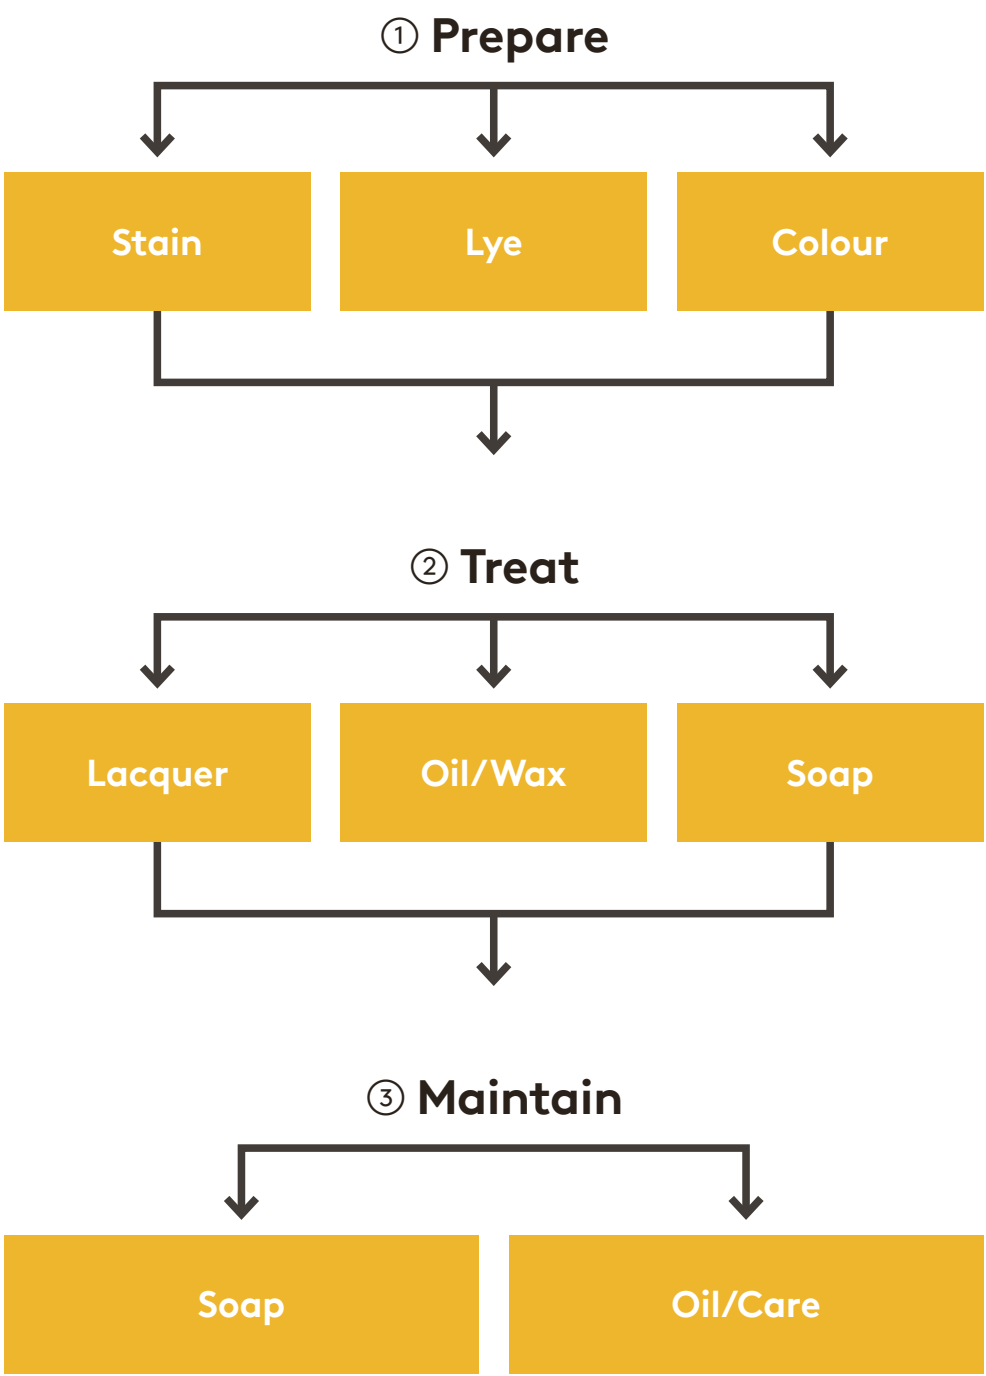 ① Prepare
Stain
Lye
Colour
② Treat
Lacquer
Oil/Wax
Soap
③ Maintain
Soap
Oil/Care